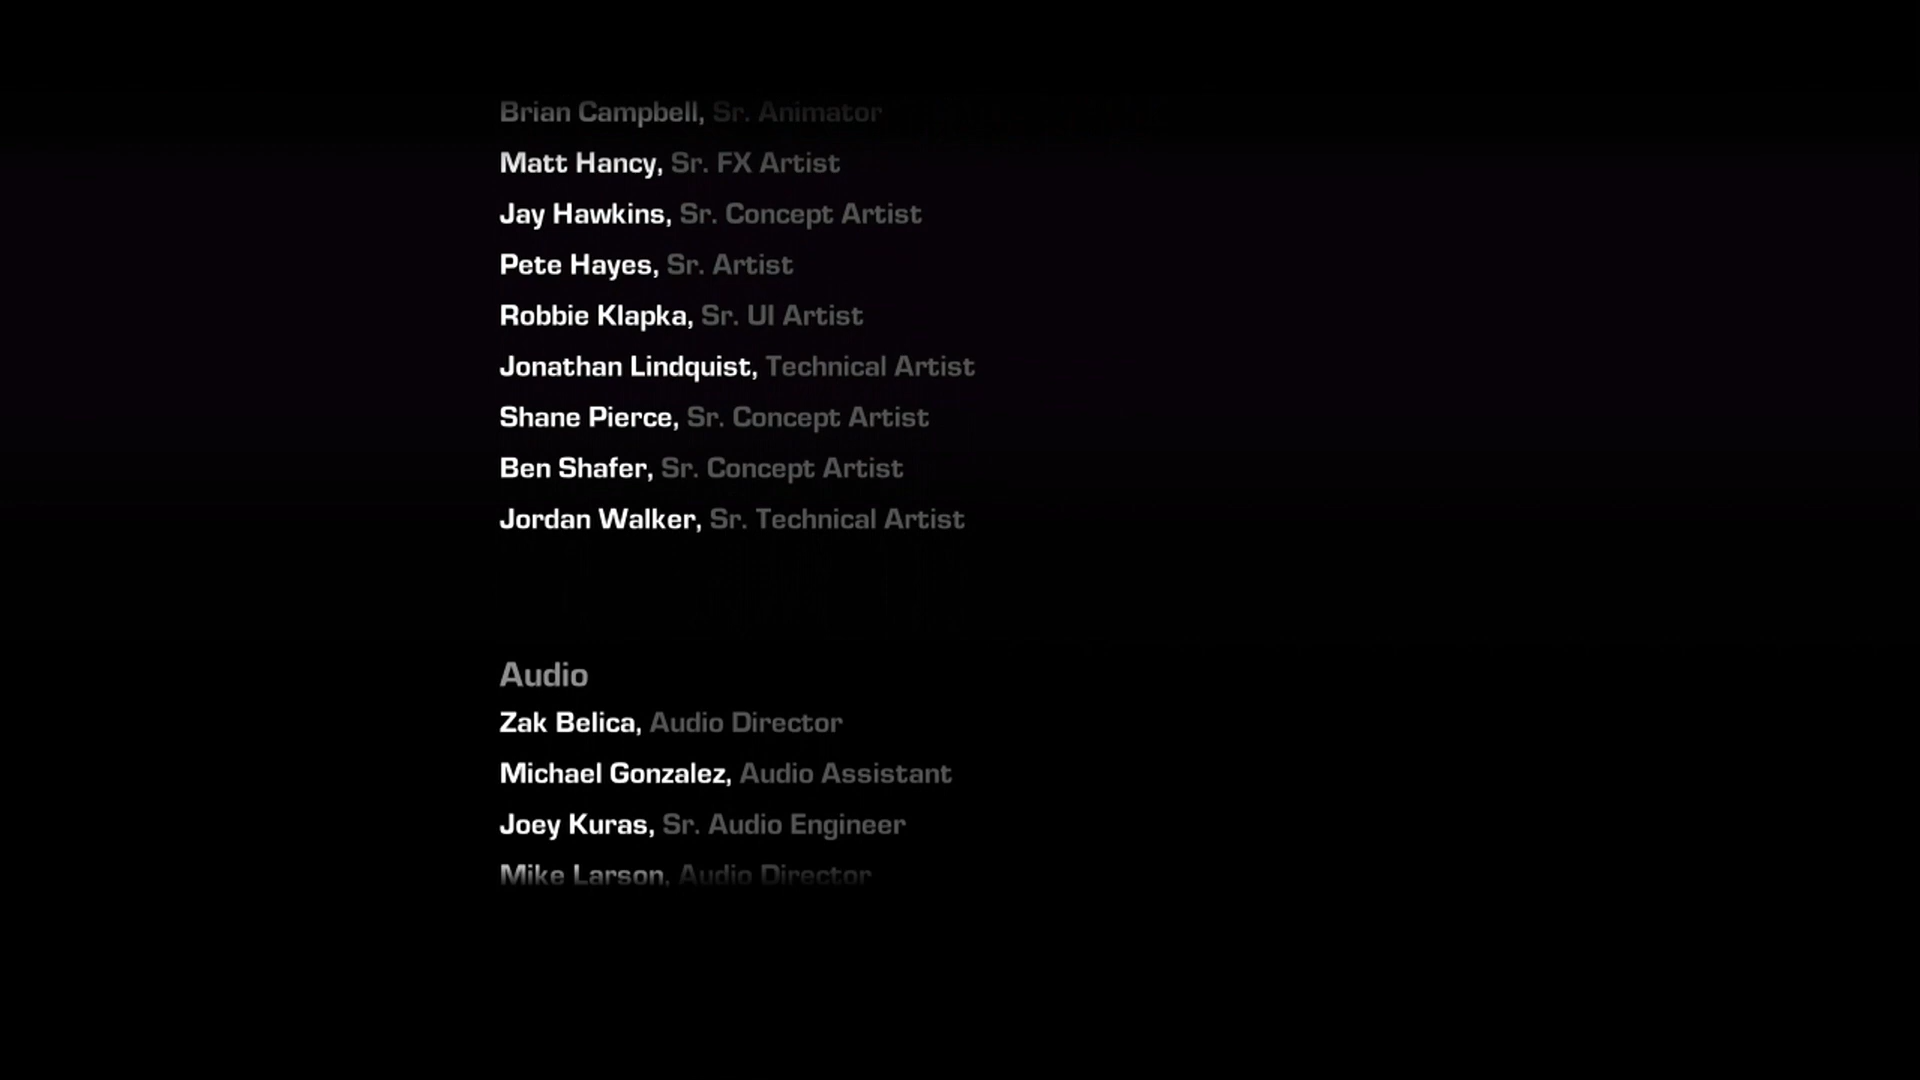 Brian Campbell, Sr. Animator
Matt Hancy, Sr. FX Artist
Jay Hawkins, Sr. Concept Artist
Pete Hayes, Sr. Artist
Robbie Klapka, Sr. UI Artist
Jonathan Lindquist, Technical Artist
Shane Pierce, Sr. Concept Artist
Ben Shafer, Sr. Concept Artist
Jordan Walker, Sr. Technical Artist
Audio
Zak Belica, Audio Director
Michael Gonzalez, Audio Assistant
Joey Kuras, Sr. Audio Engineer
Mike Larson, Audio Director